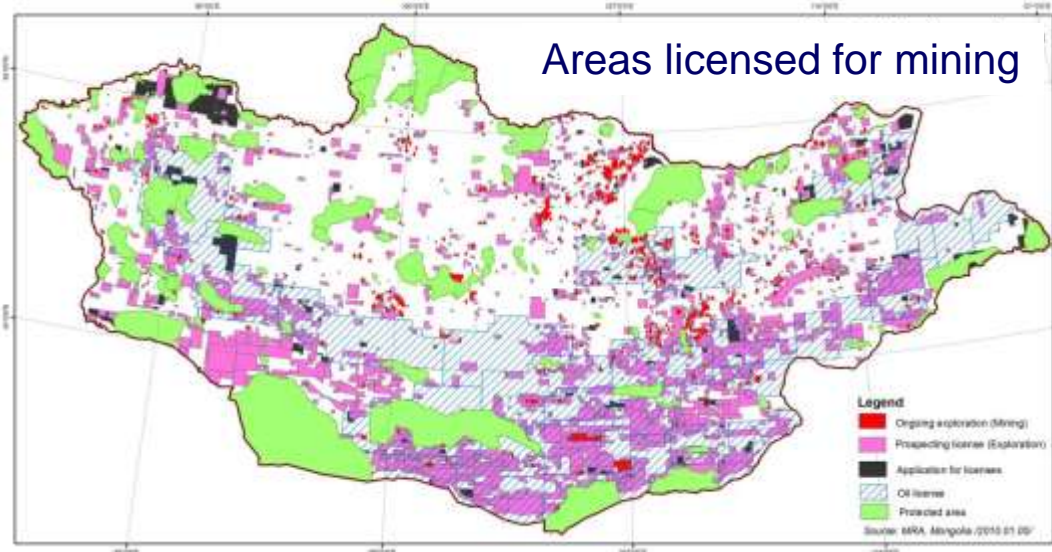 Areas licensed for mining
Legend
Ongoing exploration (Mining)
Prospecting license (Exploration)
Application for licenses
Oil license
Protected area
Source: MRA, Mongolia /2010.01.05/